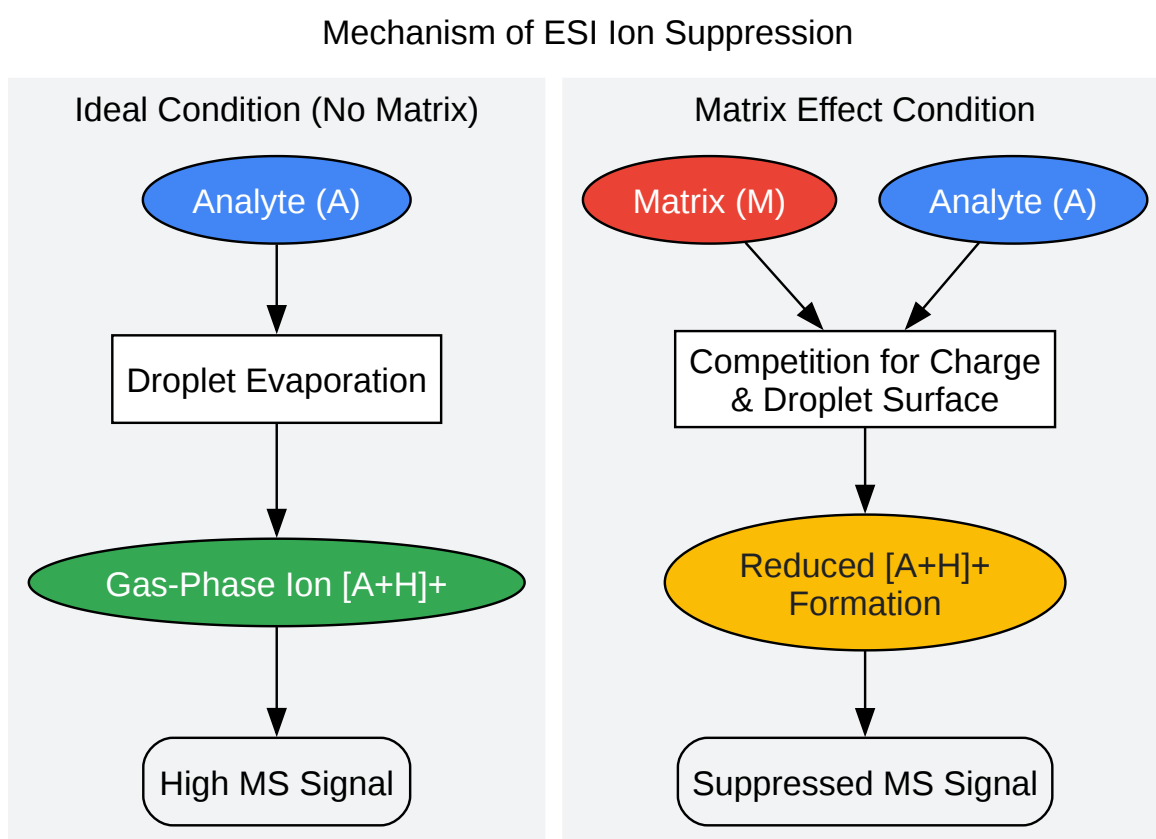 Mechanism of ESI Ion Suppression
Ideal Condition (No Matrix)
Analyte (A)
Droplet Evaporation
Gas-Phase Ion [A+H]+
High MS Signal
Matrix Effect Condition
Matrix (M)
Analyte (A)
Competition for Charge
& Droplet Surface
Reduced [A+H]+
Formation
Suppressed MS Signal